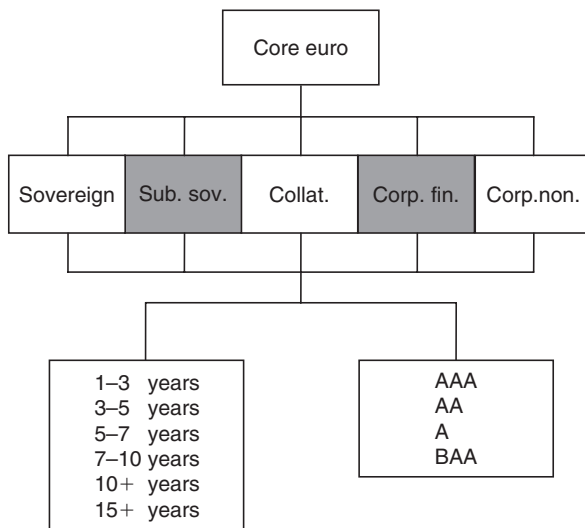 Core euro
Sovereign Sub. sov. Collat. Corp. fin. Corp.non.
1–3 years
3–5 years
5–7 years
7–10 years
10+ years
15+ years
AAA
AA
A
BAA